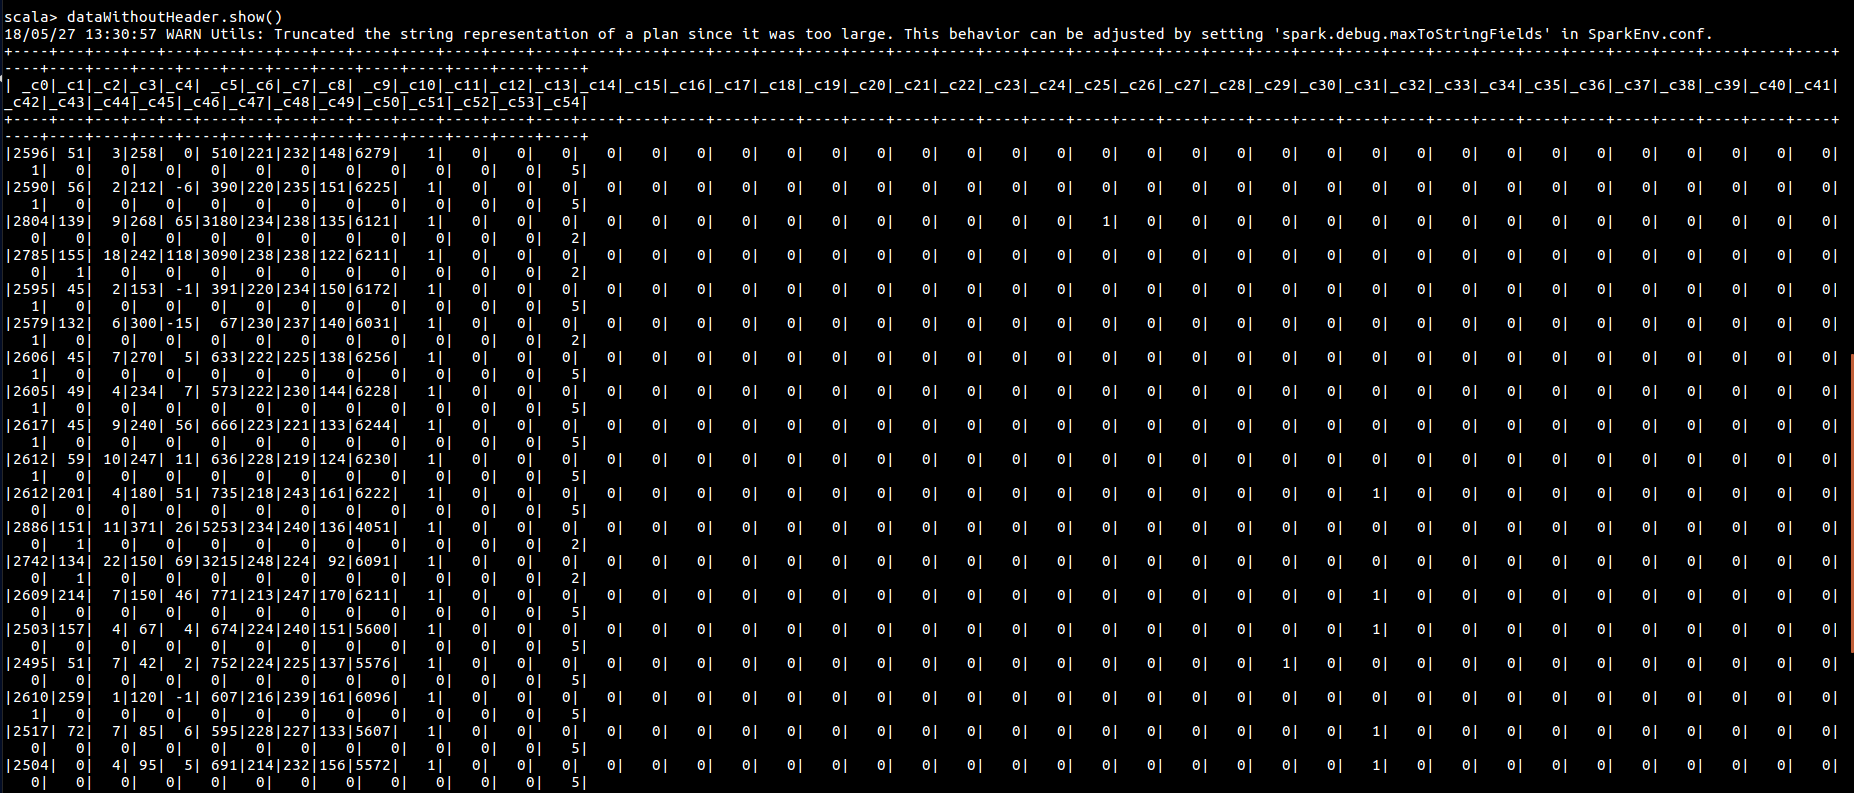 scala> dataWithoutHeader.show()
18/05/27 13:30:57 WARN Utils: Truncated the string representation of a plan since it was too large. This behavior can be adjusted by setting 'spark.debug.maxToStringFields' in SparkEnv.conf.
+----+---+---+---+---+----+---+---+---+----+----+----+----+----+----+----+----+----+----+----+----+----+----+----+----+----+----+----+----+----+----+----+----+----+----+----+----+----+----+----+----+----+
----+----+----+----+----+----+----+----+----+----+----+----+----+
| _c0|_c1|_c2|_c3|_c4| _c5|_c6|_c7|_c8| _c9|_c10|_c11|_c12|_c13|_c14|_c15|_c16|_c17|_c18|_c19|_c20|_c21|_c22|_c23|_c24|_c25|_c26|_c27|_c28|_c29|_c30|_c31|_c32|_c33|_c34|_c35|_c36|_c37|_c38|_c39|_c40|_c41|
_c42|_c43|_c44|_c45|_c46|_c47|_c48|_c49|_c50|_c51|_c52|_c53|_c54|
+----+---+---+---+---+----+---+---+---+----+----+----+----+----+----+----+----+----+----+----+----+----+----+----+----+----+----+----+----+----+----+----+----+----+----+----+----+----+----+----+----+----+
----+----+----+----+----+----+----+----+----+----+----+----+----+
|2596| 51|  3|258|  0| 510|221|232|148|6279|   1|   0|   0|   0|   0|   0|   0|   0|   0|   0|   0|   0|   0|   0|   0|   0|   0|   0|   0|   0|   0|   0|   0|   0|   0|   0|   0|   0|   0|   0|   0|   0|
   1|   0|   0|   0|   0|   0|   0|   0|   0|   0|   0|   0|   5|
|2590| 56|  2|212| -6| 390|220|235|151|6225|   1|   0|   0|   0|   0|   0|   0|   0|   0|   0|   0|   0|   0|   0|   0|   0|   0|   0|   0|   0|   0|   0|   0|   0|   0|   0|   0|   0|   0|   0|   0|   0|
   1|   0|   0|   0|   0|   0|   0|   0|   0|   0|   0|   0|   5|
|2804|139|  9|268| 65|3180|234|238|135|6121|   1|   0|   0|   0|   0|   0|   0|   0|   0|   0|   0|   0|   0|   0|   0|   1|   0|   0|   0|   0|   0|   0|   0|   0|   0|   0|   0|   0|   0|   0|   0|   0|
   0|   0|   0|   0|   0|   0|   0|   0|   0|   0|   0|   0|   2|
|2785|155| 18|242|118|3090|238|238|122|6211|   1|   0|   0|   0|   0|   0|   0|   0|   0|   0|   0|   0|   0|   0|   0|   0|   0|   0|   0|   0|   0|   0|   0|   0|   0|   0|   0|   0|   0|   0|   0|   0|
   0|   1|   0|   0|   0|   0|   0|   0|   0|   0|   0|   0|   2|
|2595| 45|  2|153| -1| 391|220|234|150|6172|   1|   0|   0|   0|   0|   0|   0|   0|   0|   0|   0|   0|   0|   0|   0|   0|   0|   0|   0|   0|   0|   0|   0|   0|   0|   0|   0|   0|   0|   0|   0|   0|
   1|   0|   0|   0|   0|   0|   0|   0|   0|   0|   0|   0|   5|
|2579|132|  6|300|-15|  67|230|237|140|6031|   1|   0|   0|   0|   0|   0|   0|   0|   0|   0|   0|   0|   0|   0|   0|   0|   0|   0|   0|   0|   0|   0|   0|   0|   0|   0|   0|   0|   0|   0|   0|   0|
   1|   0|   0|   0|   0|   0|   0|   0|   0|   0|   0|   0|   2|
|2606| 45|  7|270|  5| 633|222|225|138|6256|   1|   0|   0|   0|   0|   0|   0|   0|   0|   0|   0|   0|   0|   0|   0|   0|   0|   0|   0|   0|   0|   0|   0|   0|   0|   0|   0|   0|   0|   0|   0|   0|
   1|   0|   0|   0|   0|   0|   0|   0|   0|   0|   0|   0|   5|
|2605| 49|  4|234|  7| 573|222|230|144|6228|   1|   0|   0|   0|   0|   0|   0|   0|   0|   0|   0|   0|   0|   0|   0|   0|   0|   0|   0|   0|   0|   0|   0|   0|   0|   0|   0|   0|   0|   0|   0|   0|
   1|   0|   0|   0|   0|   0|   0|   0|   0|   0|   0|   0|   5|
|2617| 45|  9|240| 56| 666|223|221|133|6244|   1|   0|   0|   0|   0|   0|   0|   0|   0|   0|   0|   0|   0|   0|   0|   0|   0|   0|   0|   0|   0|   0|   0|   0|   0|   0|   0|   0|   0|   0|   0|   0|
   1|   0|   0|   0|   0|   0|   0|   0|   0|   0|   0|   0|   5|
|2612| 59| 10|247| 11| 636|228|219|124|6230|   1|   0|   0|   0|   0|   0|   0|   0|   0|   0|   0|   0|   0|   0|   0|   0|   0|   0|   0|   0|   0|   0|   0|   0|   0|   0|   0|   0|   0|   0|   0|   0|
   1|   0|   0|   0|   0|   0|   0|   0|   0|   0|   0|   0|   5|
|2612|201|  4|180| 51| 735|218|243|161|6222|   1|   0|   0|   0|   0|   0|   0|   0|   0|   0|   0|   0|   0|   0|   0|   0|   0|   0|   0|   0|   0|   1|   0|   0|   0|   0|   0|   0|   0|   0|   0|   0|
   0|   0|   0|   0|   0|   0|   0|   0|   0|   0|   0|   0|   5|
|2886|151| 11|371| 26|5253|234|240|136|4051|   1|   0|   0|   0|   0|   0|   0|   0|   0|   0|   0|   0|   0|   0|   0|   0|   0|   0|   0|   0|   0|   0|   0|   0|   0|   0|   0|   0|   0|   0|   0|   0|
   0|   1|   0|   0|   0|   0|   0|   0|   0|   0|   0|   0|   2|
|2742|134| 22|150| 69|3215|248|224| 92|6091|   1|   0|   0|   0|   0|   0|   0|   0|   0|   0|   0|   0|   0|   0|   0|   0|   0|   0|   0|   0|   0|   0|   0|   0|   0|   0|   0|   0|   0|   0|   0|   0|
   0|   1|   0|   0|   0|   0|   0|   0|   0|   0|   0|   0|   2|
|2609|214|  7|150| 46| 771|213|247|170|6211|   1|   0|   0|   0|   0|   0|   0|   0|   0|   0|   0|   0|   0|   0|   0|   0|   0|   0|   0|   0|   0|   1|   0|   0|   0|   0|   0|   0|   0|   0|   0|   0|
   0|   0|   0|   0|   0|   0|   0|   0|   0|   0|   0|   0|   5|
|2503|157|  4| 67|  4| 674|224|240|151|5600|   1|   0|   0|   0|   0|   0|   0|   0|   0|   0|   0|   0|   0|   0|   0|   0|   0|   0|   0|   0|   0|   1|   0|   0|   0|   0|   0|   0|   0|   0|   0|   0|
   0|   0|   0|   0|   0|   0|   0|   0|   0|   0|   0|   0|   5|
|2495| 51|  7| 42|  2| 752|224|225|137|5576|   1|   0|   0|   0|   0|   0|   0|   0|   0|   0|   0|   0|   0|   0|   0|   0|   0|   0|   0|   1|   0|   0|   0|   0|   0|   0|   0|   0|   0|   0|   0|   0|
   0|   0|   0|   0|   0|   0|   0|   0|   0|   0|   0|   0|   5|
|2610|259|  1|120| -1| 607|216|239|161|6096|   1|   0|   0|   0|   0|   0|   0|   0|   0|   0|   0|   0|   0|   0|   0|   0|   0|   0|   0|   0|   0|   0|   0|   0|   0|   0|   0|   0|   0|   0|   0|   0|
   1|   0|   0|   0|   0|   0|   0|   0|   0|   0|   0|   0|   5|
|2517| 72|  7| 85|  6| 595|228|227|133|5607|   1|   0|   0|   0|   0|   0|   0|   0|   0|   0|   0|   0|   0|   0|   0|   0|   0|   0|   0|   0|   0|   1|   0|   0|   0|   0|   0|   0|   0|   0|   0|   0|
   0|   0|   0|   0|   0|   0|   0|   0|   0|   0|   0|   0|   5|
|2504|  0|  4| 95|  5| 691|214|232|156|5572|   1|   0|   0|   0|   0|   0|   0|   0|   0|   0|   0|   0|   0|   0|   0|   0|   0|   0|   0|   0|   0|   1|   0|   0|   0|   0|   0|   0|   0|   0|   0|   0|
   0|   0|   0|   0|   0|   0|   0|   0|   0|   0|   0|   0|   5|